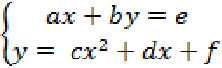 ax + by = e
y = cx² + dx + f